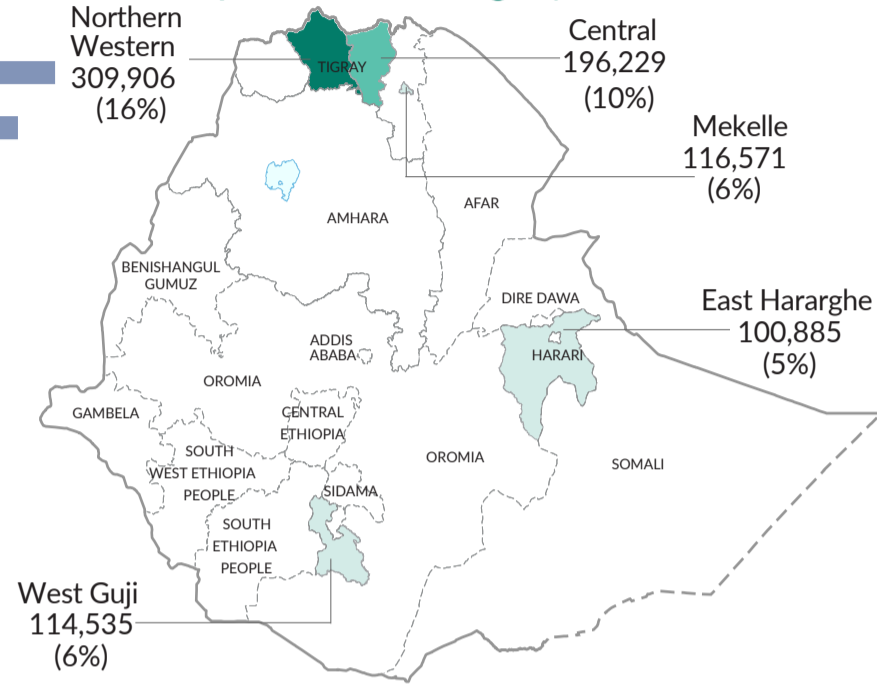 Northern
Western
309,906
(16%)
Central
196,229
(10%)
TIGRAY
Mekelle
116,571
(6%)
AFAR
AMHARA
BENISHANGUL
GUMUZ
DIRE DAWA
East Hararghe
100,885
(5%)
ADDIS
ABABA
HARARI
OROMIA
GAMBELA
CENTRAL
ETHIOPIA
SOUTH
WEST ETHIOPIA
PEOPLE
OROMIA
SOMALI
SIDAMA
SOUTH
ETHIOPIA
PEOPLE
West Guji
114,535
(6%)